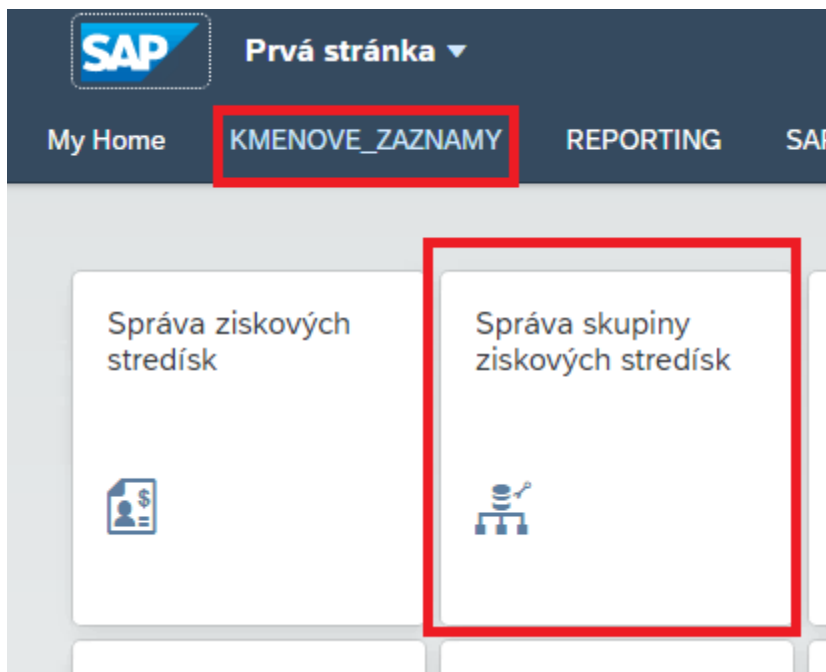 SAP Prvá stránka
My Home KMENOVE_ZAZNAMY REPORTING
Správa ziskových
stredísk
Správa skupiny
ziskových stredísk
$